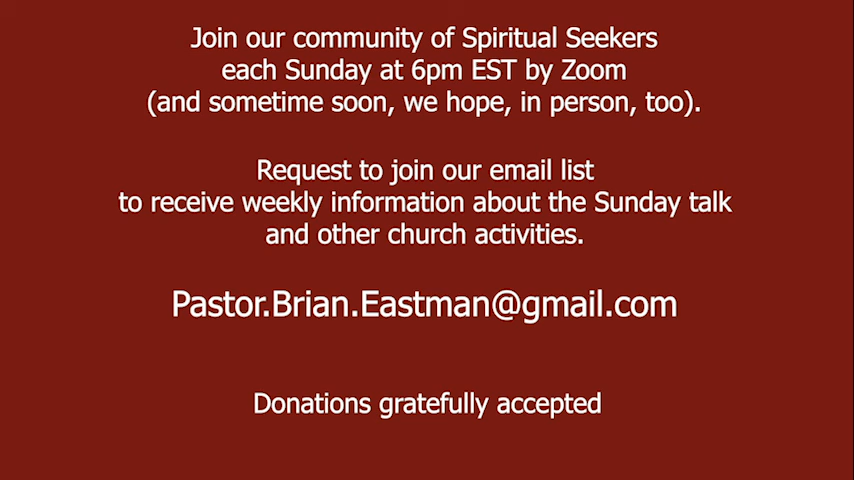 Join our community of Spiritual Seekers
each Sunday at 6pm EST by Zoom
(and sometime soon, we hope, in person, too).
Request to join our email list
to receive weekly information about the Sunday talk
and other church activities.
Pastor.Brian.Eastman@gmail.com
Donations gratefully accepted